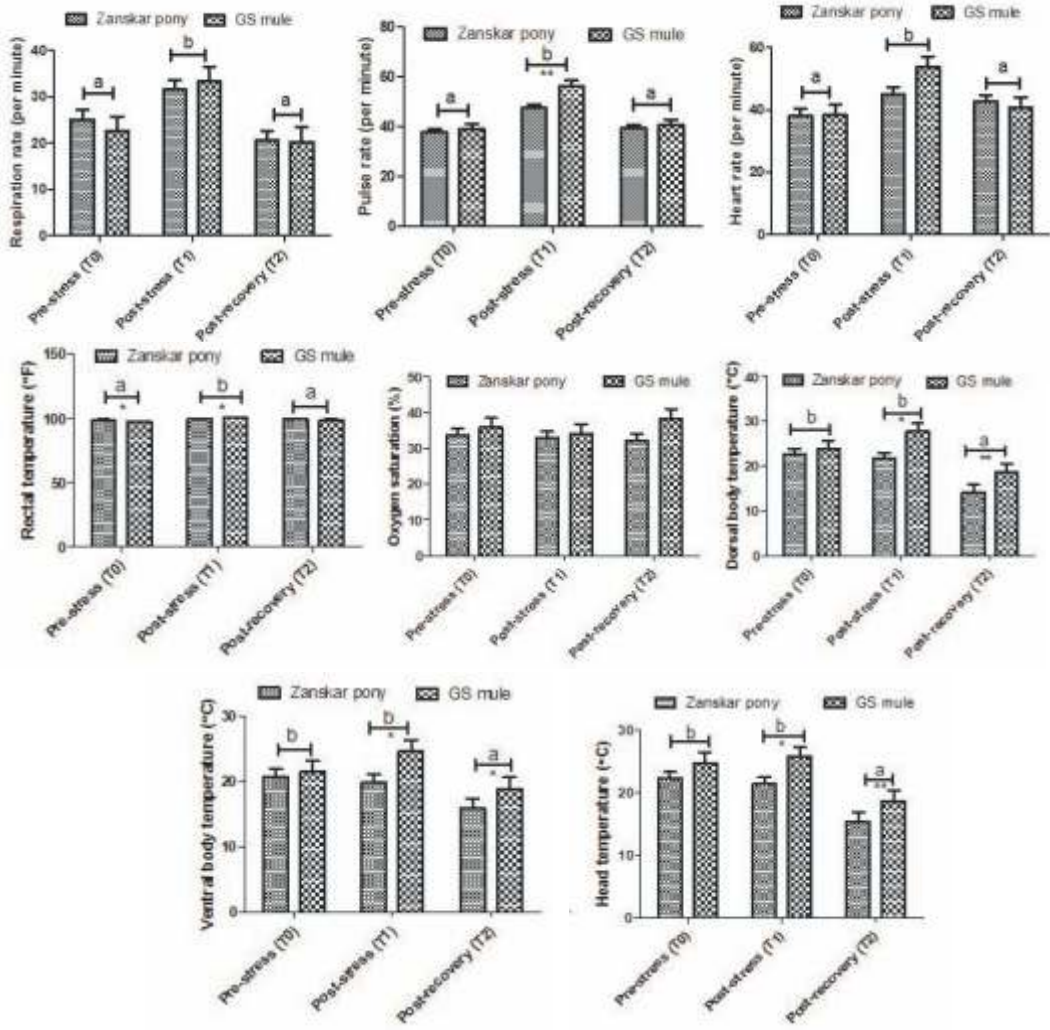 Zanskar pony GS mule
Respiration rate (per minute)
40
30
20
10
0
a
b
a
Pre-stress (T0)
Post-stress (T1)
Post-recovery (T2)
Zanskar pony GS mule
Pulse rate (per minute)
80
60
40
20
0
a
b
**
a
Pre-stress (T0)
Post-stress (T1)
Post-recovery (T2)
Zanskar pony GS mule
Heart rate (per minute)
60
40
20
0
a
b
a
Pre-stress (T0)
Post-stress (T1)
Post-recovery (T2)
Zanskar pony GS mule
Rectal temperature (°F)
150
100
50
0
a
*
b
*
a
Pre-stress (T0)
Post-stress (T1)
Post-recovery (T2)
Zanskar pony GS mule
Oxygen saturation (%)
50
40
30
20
10
0
Pre-stress (T0)
Post-stress (T1)
Post-recovery (T2)
Zanskar pony GS mule
Dorsal body temperature (°C)
40
30
20
10
0
b
b
*
a
**
Pre-stress (T0)
Post-stress (T1)
Post-recovery (T2)
Zanskar pony GS mule
Ventral body temperature (°C)
30
20
10
0
b
b
*
a
*
Pre-stress (T0)
Post-stress (T1)
Post-recovery (T2)
Zanskar pony GS mule
Head temperature (°C)
30
20
10
0
b
b
*
a
**
Pre-stress (T0)
Post-stress (T1)
Post-recovery (T2)